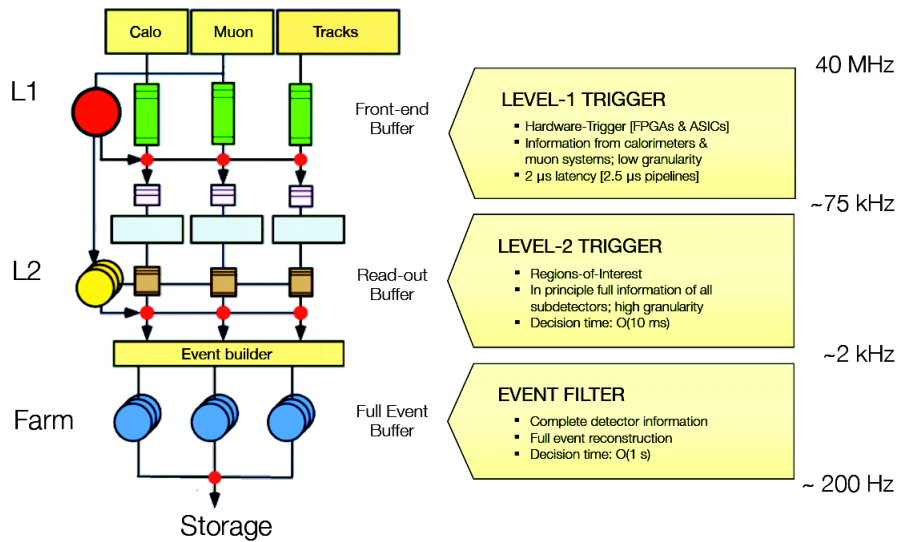 Calo
Muon
Tracks
40 MHz
L1
Front-end
Buffer
LEVEL-1 TRIGGER
▪ Hardware-Trigger [FPGAs & ASICs]
▪ Information from calorimeters &
muon systems; low granularity
▪ 2 µs latency [2.5 µs pipelines]
~75 kHz
L2
Read-out
Buffer
LEVEL-2 TRIGGER
▪ Regions-of-Interest
▪ In principle full information of all
subdetectors; high granularity
▪ Decision time: O(10 ms)
~2 kHz
Event builder
Farm
Full Event
Buffer
EVENT FILTER
▪ Complete detector information
▪ Full event reconstruction
▪ Decision time: O(1 s)
~ 200 Hz
Storage